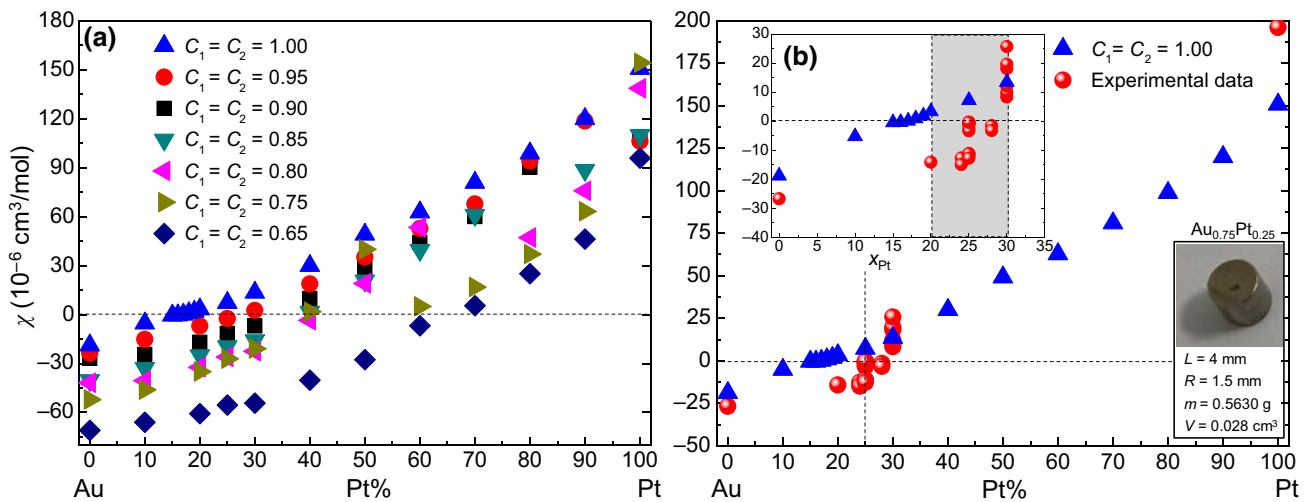 (a)
C₁ = C₂ = 1.00
C₁ = C₂ = 0.95
C₁ = C₂ = 0.90
C₁ = C₂ = 0.85
C₁ = C₂ = 0.80
C₁ = C₂ = 0.75
C₁ = C₂ = 0.65
χ (10⁻⁶ cm³/mol)
180
150
120
90
60
30
0
−30
−60
0 10 20 30 40 50 60 70 80 90 100
Au Pt% Pt
(b)
C₁= C₂ = 1.00
Experimental data
200
175
150
125
100
75
50
25
0
−25
−50
30
20
10
0
−10
−20
−30
−40
0 5 10 15 20 25 30 35
xPt
Au₀.₇₅Pt₀.₂₅
L = 4 mm
R = 1.5 mm
m = 0.5630 g
V = 0.028 cm³
0 10 20 30 40 50 60 70 80 90 100
Au Pt% Pt